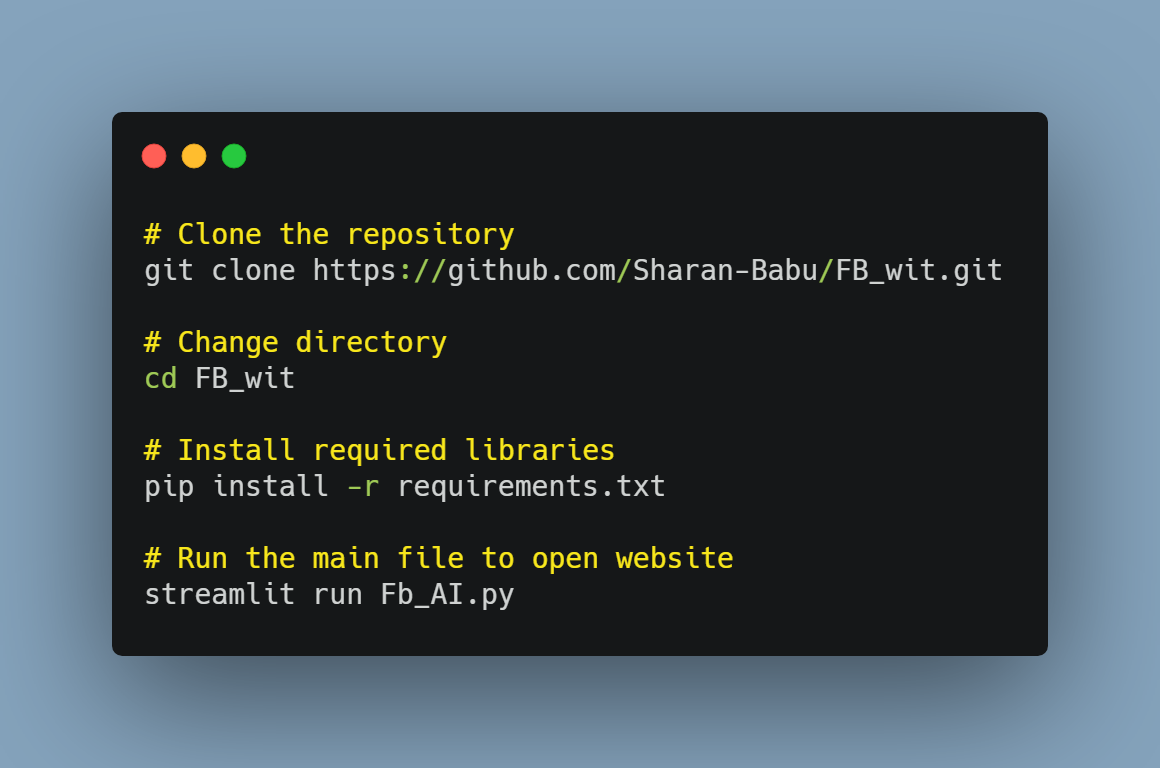 # Clone the repository
git clone https://github.com/Sharan-Babu/FB_wit.git
# Change directory
cd FB_wit
# Install required libraries
pip install -r requirements.txt
# Run the main file to open website
streamlit run Fb_AI.py